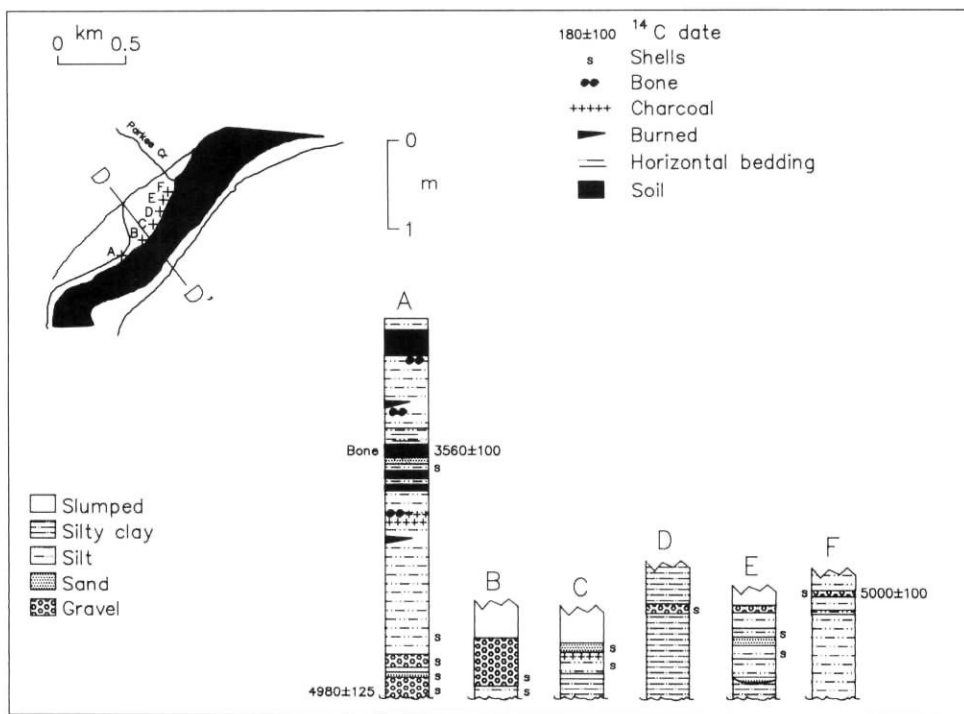 km
0 0.5
180±100 ¹⁴C date
s Shells
Bone
+++++ Charcoal
Burned
Horizontal bedding
Soil
0
m
1
Parkes Cr
D
F
E
D
C
B
A
D'
A
Bone 3560±100
s
s
s
s
4980±125 s
B
s
s
C
s
s
D
s
E
s
s
F
s 5000±100
Slumped
Silty clay
Silt
Sand
Gravel